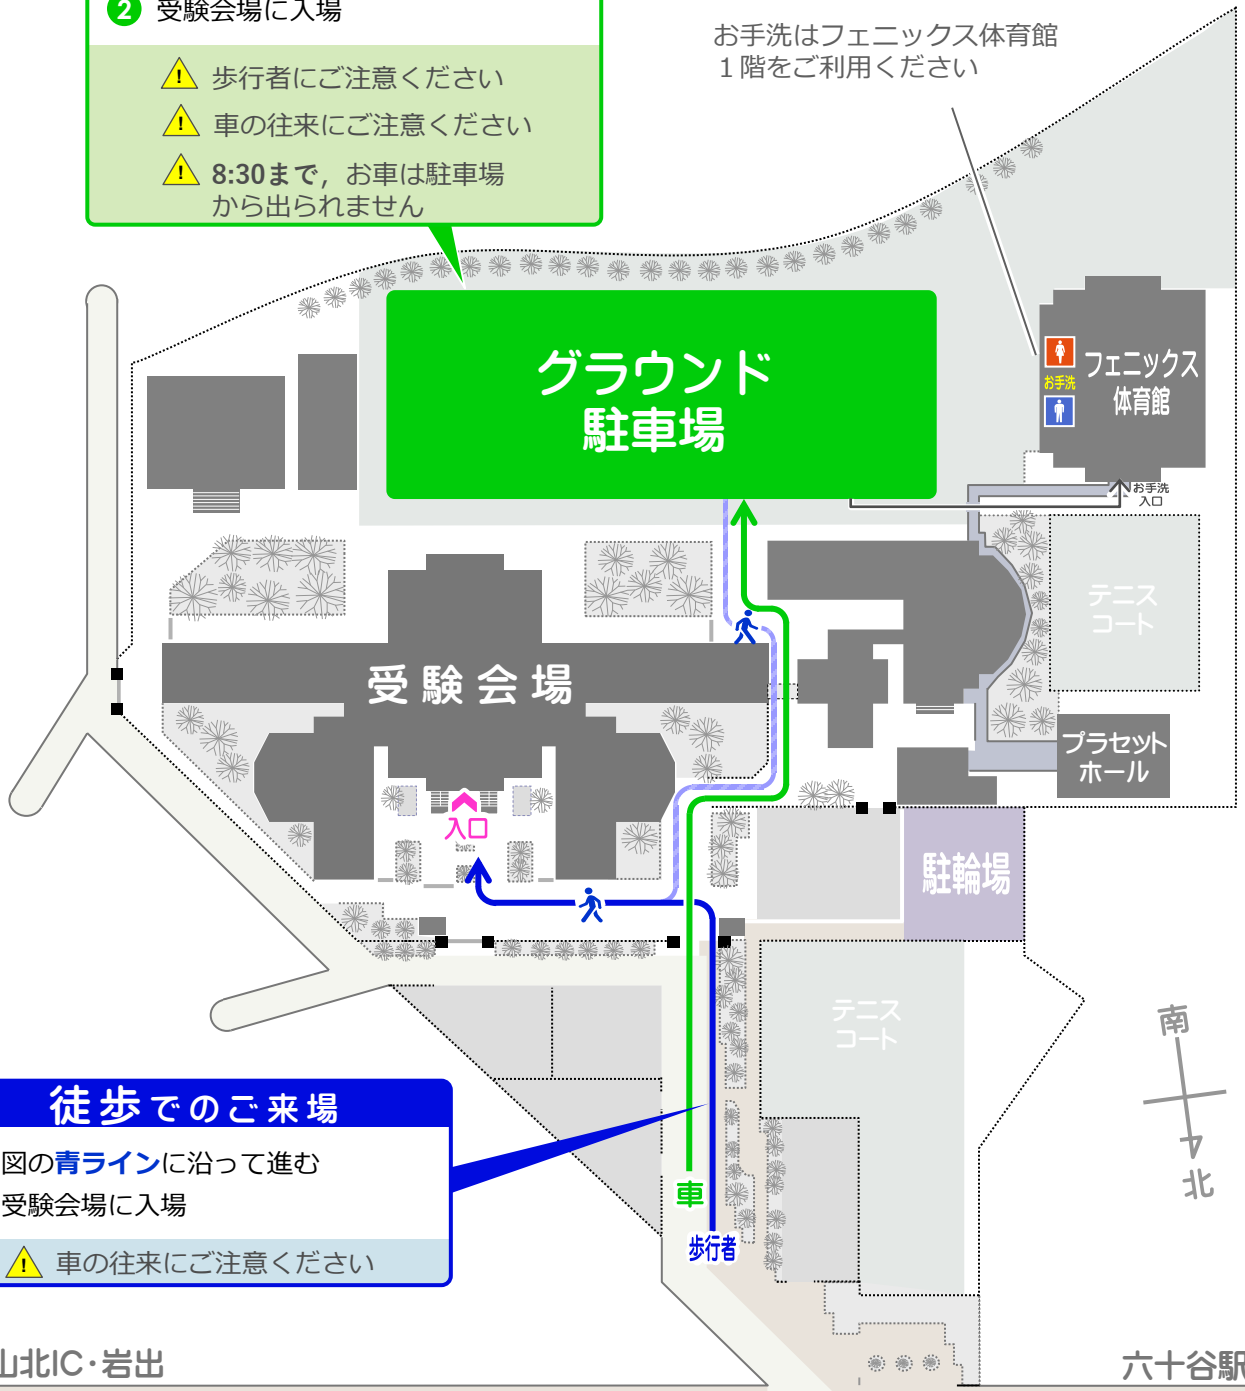 2 受験会場に入場
歩行者にご注意ください
車の往来にご注意ください
8:30まで，お車は駐車場
から出られません
お手洗はフェニックス体育館
１階をご利用ください
グラウンド
駐車場
お手洗
フェニックス
体育館
お手洗
入口
テニス
コート
受験会場
プラセット
ホール
入口
駐輪場
テニス
コート
南
北
徒歩でのご来場
図の青ラインに沿って進む
受験会場に入場
車の往来にご注意ください
車
歩行者
山北IC・岩出
六十谷駅